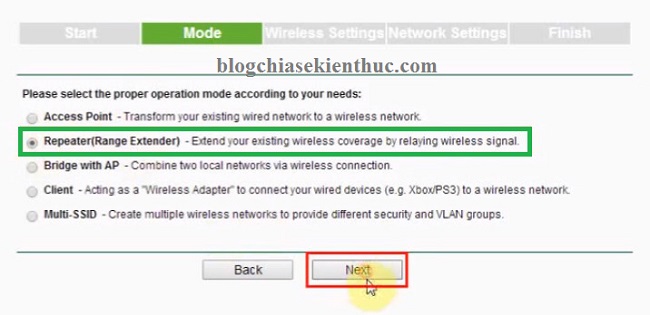 Start Mode Wireless Settings Network Settings Finish
blogchiasekienthuc.com
Please select the proper operation mode according to your needs:
Access Point - Transform your existing wired network to a wireless network.
Repeater(Range Extender) - Extend your existing wireless coverage by relaying wireless signal.
Bridge with AP - Combine two local networks via wireless connection.
Client - Acting as a "Wireless Adapter" to connect your wired devices (e.g. Xbox/PS3) to a wireless network.
Multi-SSID - Create multiple wireless networks to provide different security and VLAN groups.
Back Next